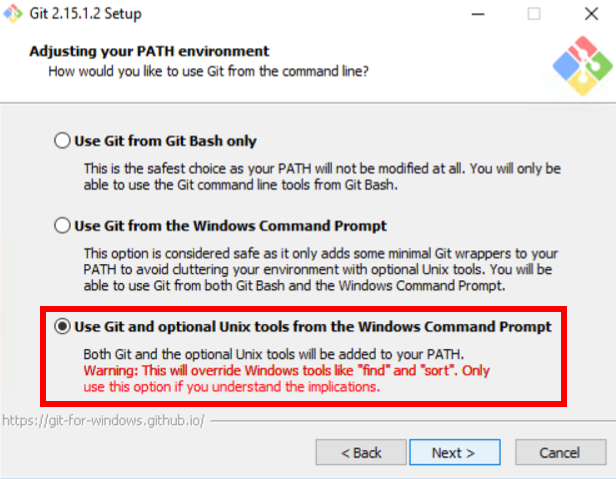 Git 2.15.1.2 Setup
Adjusting your PATH environment
How would you like to use Git from the command line?
Use Git from Git Bash only
This is the safest choice as your PATH will not be modified at all. You will only be
able to use the Git command line tools from Git Bash.
Use Git from the Windows Command Prompt
This option is considered safe as it only adds some minimal Git wrappers to your
PATH to avoid cluttering your environment with optional Unix tools. You will be
able to use Git from both Git Bash and the Windows Command Prompt.
Use Git and optional Unix tools from the Windows Command Prompt
Both Git and the optional Unix tools will be added to your PATH.
Warning: This will override Windows tools like "find" and "sort". Only
use this option if you understand the implications.
https://git-for-windows.github.io/
< Back
Next >
Cancel